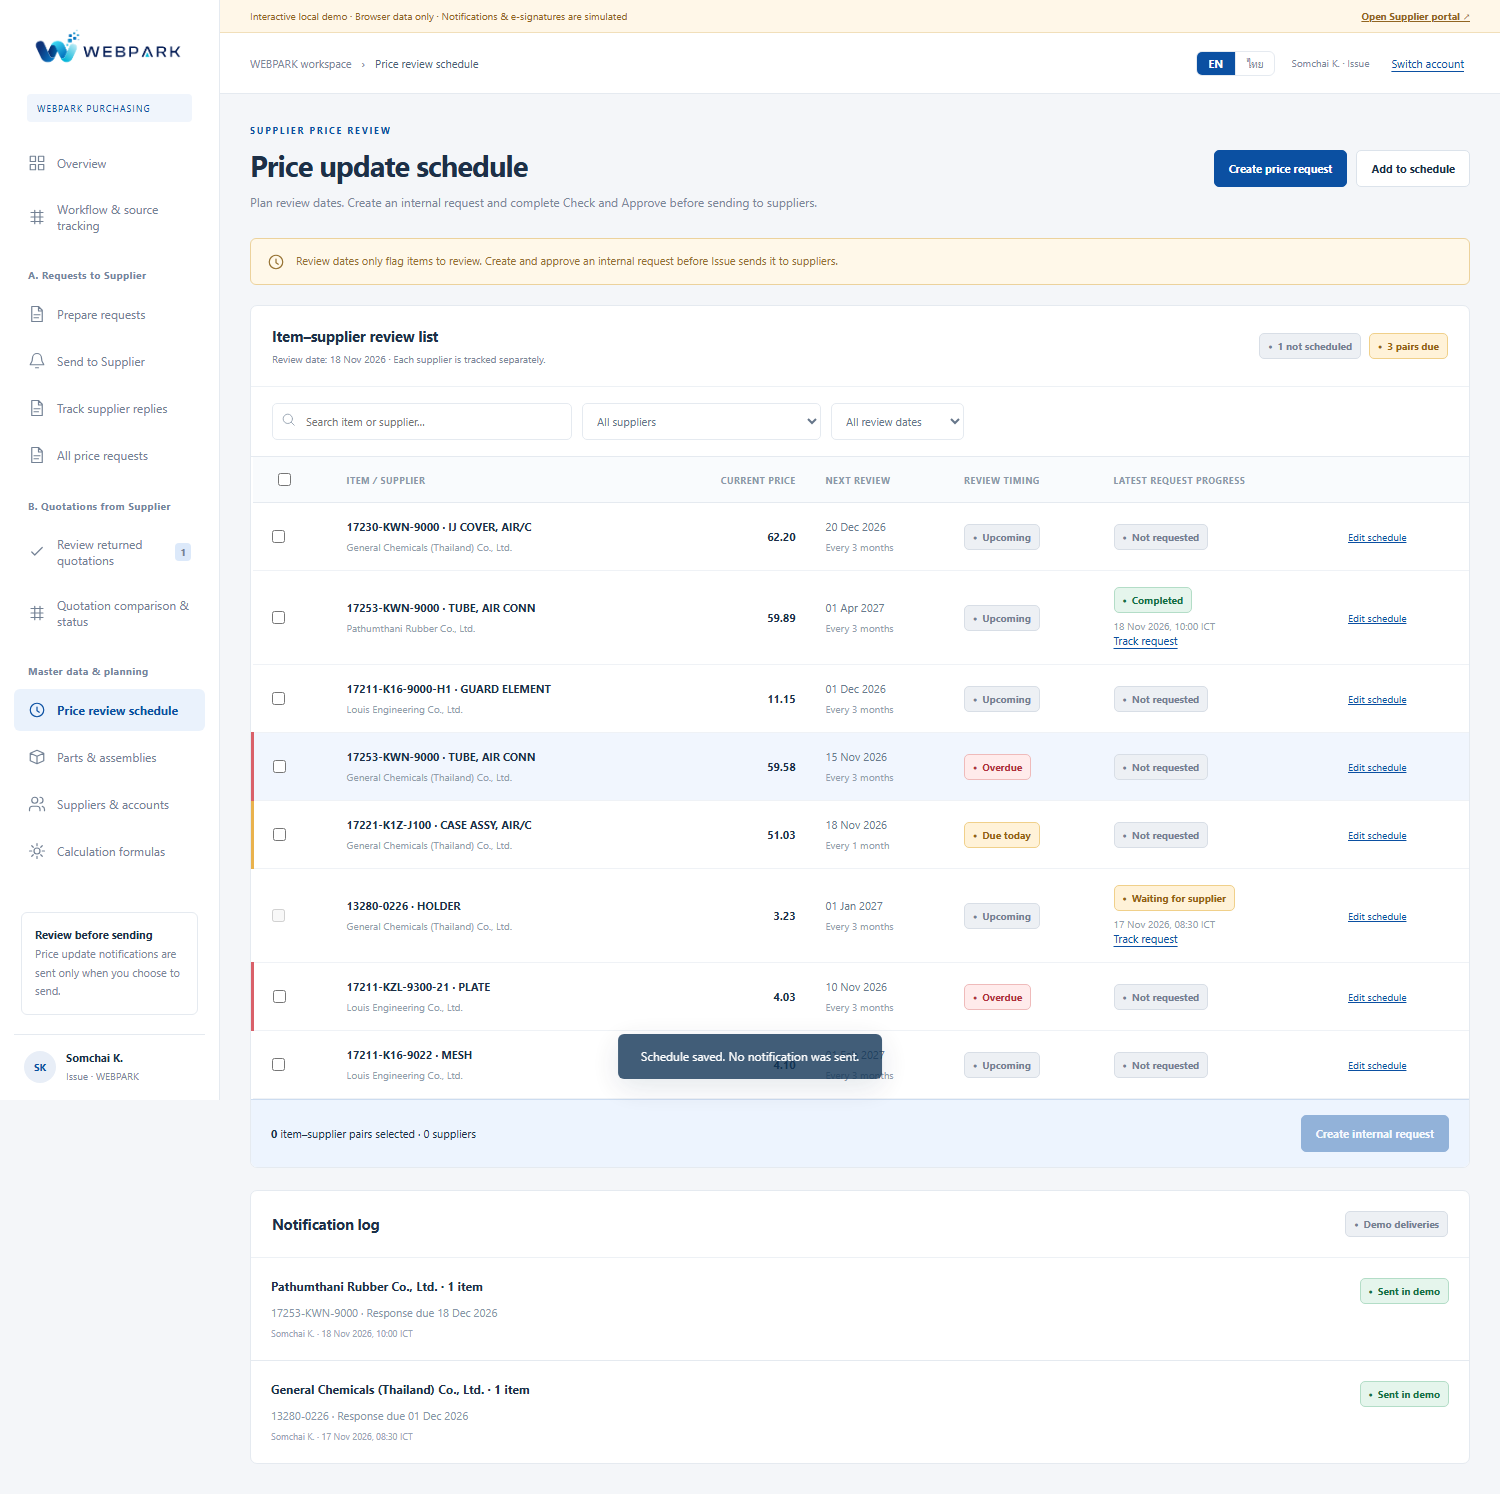 Interactive local demo · Browser data only · Notifications & e-signatures are simulated
Open Supplier portal ↗
WEBPARK
WEBPARK workspace › Price review schedule
EN ไทย Somchai K. · Issue Switch account
WEBPARK PURCHASING
Overview
Workflow & source
tracking
A. Requests to Supplier
Prepare requests
Send to Supplier
Track supplier replies
All price requests
B. Quotations from Supplier
Review returned
quotations
1
Quotation comparison &
status
Master data & planning
Price review schedule
Parts & assemblies
Suppliers & accounts
Calculation formulas
Review before sending
Price update notifications are
sent only when you choose to
send.
SK
Somchai K.
Issue · WEBPARK
SUPPLIER PRICE REVIEW
Price update schedule
Plan review dates. Create an internal request and complete Check and Approve before sending to suppliers.
Create price request
Add to schedule
Review dates only flag items to review. Create and approve an internal request before Issue sends it to suppliers.
Item–supplier review list
Review date: 18 Nov 2026 · Each supplier is tracked separately.
• 1 not scheduled
• 3 pairs due
Search item or supplier...
All suppliers
All review dates
ITEM / SUPPLIER CURRENT PRICE NEXT REVIEW REVIEW TIMING LATEST REQUEST PROGRESS
17230-KWN-9000 · IJ COVER, AIR/C
General Chemicals (Thailand) Co., Ltd.
62.20
20 Dec 2026
Every 3 months
• Upcoming
• Not requested
Edit schedule
17253-KWN-9000 · TUBE, AIR CONN
Pathumthani Rubber Co., Ltd.
59.89
01 Apr 2027
Every 3 months
• Upcoming
• Completed
18 Nov 2026, 10:00 ICT
Track request
Edit schedule
17211-K16-9000-H1 · GUARD ELEMENT
Louis Engineering Co., Ltd.
11.15
01 Dec 2026
Every 3 months
• Upcoming
• Not requested
Edit schedule
17253-KWN-9000 · TUBE, AIR CONN
General Chemicals (Thailand) Co., Ltd.
59.58
15 Nov 2026
Every 3 months
• Overdue
• Not requested
Edit schedule
17221-K1Z-J100 · CASE ASSY, AIR/C
General Chemicals (Thailand) Co., Ltd.
51.03
18 Nov 2026
Every 1 month
• Due today
• Not requested
Edit schedule
13280-0226 · HOLDER
General Chemicals (Thailand) Co., Ltd.
3.23
01 Jan 2027
Every 3 months
• Upcoming
• Waiting for supplier
17 Nov 2026, 08:30 ICT
Track request
Edit schedule
17211-KZL-9300-21 · PLATE
Louis Engineering Co., Ltd.
4.03
10 Nov 2026
Every 3 months
• Overdue
• Not requested
Edit schedule
17211-K16-9022 · MESH
Louis Engineering Co., Ltd.
4.10
2027
Every 3 months
• Upcoming
• Not requested
Edit schedule
Schedule saved. No notification was sent.
0 item–supplier pairs selected · 0 suppliers
Create internal request
Notification log
• Demo deliveries
Pathumthani Rubber Co., Ltd. · 1 item
17253-KWN-9000 · Response due 18 Dec 2026
Somchai K. · 18 Nov 2026, 10:00 ICT
• Sent in demo
General Chemicals (Thailand) Co., Ltd. · 1 item
13280-0226 · Response due 01 Dec 2026
Somchai K. · 17 Nov 2026, 08:30 ICT
• Sent in demo